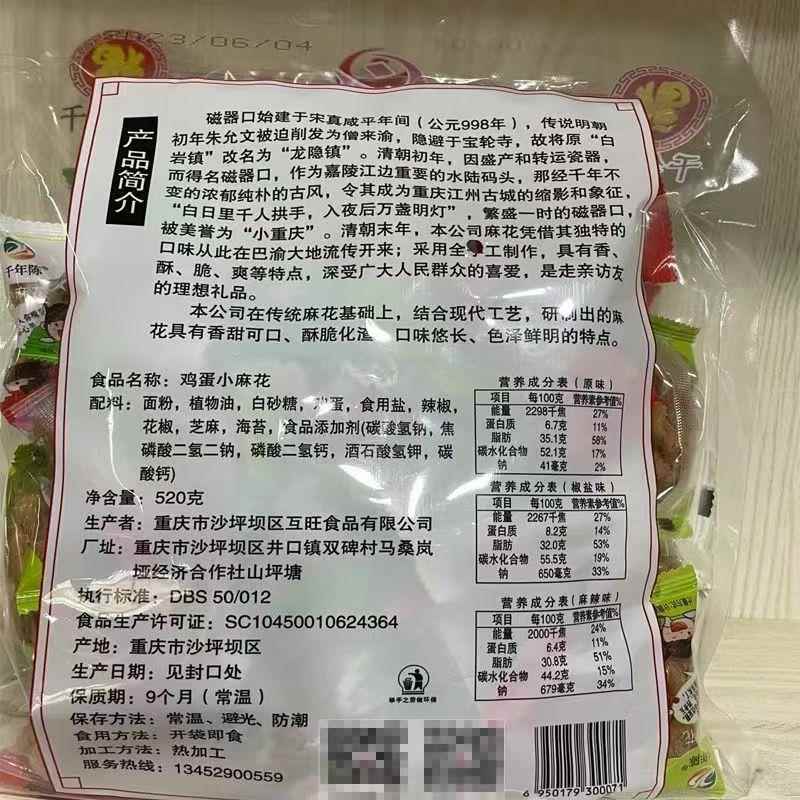 23/06/04
产品简介
磁器口始建于宋真咸平年间（公元998年），传说明朝
初年朱允文被迫削发为僧来渝，隐避于宝轮寺，故将原“白
岩镇”改名为“龙隐镇”。清朝初年，因盛产和转运瓷器，
而得名磁器口，作为嘉陵江边重要的水陆码头，那经千年不
变的浓郁纯朴的古风，令其成为重庆江州古城的缩影和象征，
“白日里千人拱手，入夜后万盏明灯”，繁盛一时的磁器口，
被美誉为“小重庆”。清朝末年，本公司麻花凭借其独特的
口味从此在巴渝大地流传开来；采用全工制作，具有香、
酥、脆、爽等特点，深受广大人民群众的喜爱，是走亲访友
的理想礼品。
本公司在传统麻花基础上，结合现代工艺，研制出的麻
花具有香甜可口、酥脆化渣 口味悠长、色泽鲜明的特点。
食品名称：鸡蛋小麻花
配料：面粉，植物油，白砂糖，鸡蛋，食用盐，辣椒，
花椒，芝麻，海苔，食品添加剂(碳酸氢钠，焦
磷酸二氢二钠，磷酸二氢钙，酒石酸氢钾，碳
酸钙)
净含量：520克
生产者：重庆市沙坪坝区互旺食品有限公司
厂址：重庆市沙坪坝区井口镇双碑村马桑岚
垭经济合作社山坪塘
执行标准：DBS 50/012
食品生产许可证：SC10450010624364
产地：重庆市沙坪坝区
生产日期：见封口处
保质期：9个月（常温）
保存方法：常温、避光、防潮
食用方法：开袋即食
加工方法：热加工
服务热线：13452900559
营养成分表（原味）
项目 每100克 营养素参考值%
能量 2298千焦 27%
蛋白质 6.7克 11%
脂肪 35.1克 58%
碳水化合物 52.1克 17%
钠 41毫克 2%
营养成分表（椒盐味）
项目 每100克 营养素参考值%
能量 2267千焦 27%
蛋白质 8.2克 14%
脂肪 32.0克 53%
碳水化合物 55.5克 19%
钠 650毫克 33%
营养成分表（麻辣味）
项目 每100克 营养素参考值%
能量 2000千焦 24%
蛋白质 6.4克 11%
脂肪 30.8克 51%
碳水化合物 44.2克 15%
钠 679毫克 34%
举手之劳做环保
6 950179 300071
千年陈